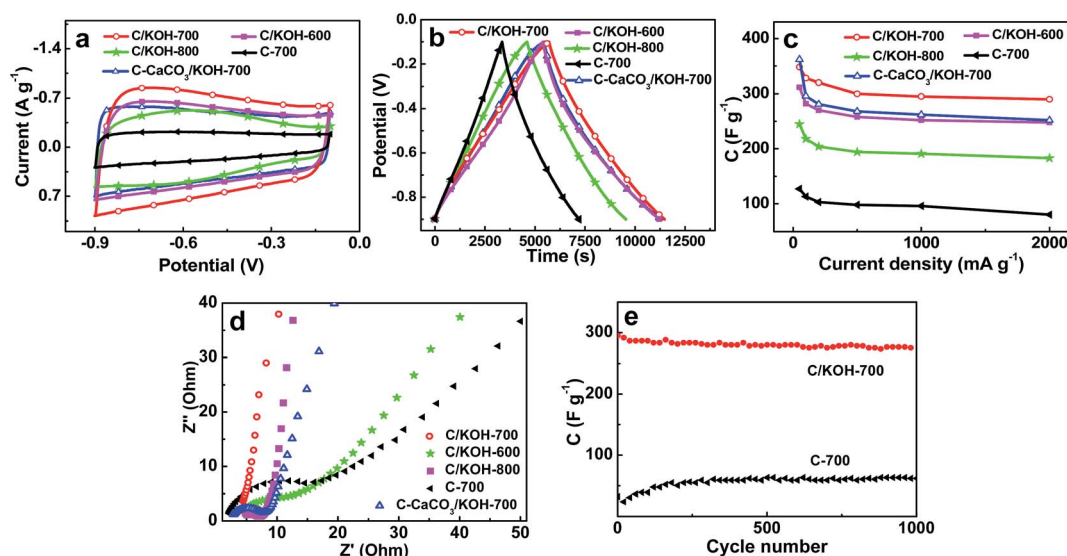 a
C/KOH-700
C/KOH-600
C/KOH-800
C-700
C-CaCO₃/KOH-700
Current (A g⁻¹)
-1.4
-0.7
0.0
0.7
-0.9
-0.6
-0.3
0.0
Potential (V)
b
C/KOH-700
C/KOH-600
C/KOH-800
C-700
C-CaCO₃/KOH-700
Potential (V)
0.0
-0.2
-0.4
-0.6
-0.8
0
2500
5000
7500
10000
12500
Time (s)
c
C/KOH-700
C/KOH-600
C/KOH-800
C-700
C-CaCO₃/KOH-700
C (F g⁻¹)
400
300
200
100
0
500
1000
1500
2000
Current density (mA g⁻¹)
d
Z'' (Ohm)
40
30
20
10
0
0
10
20
30
40
50
C/KOH-700
C/KOH-600
C/KOH-800
C-700
C-CaCO₃/KOH-700
Z' (Ohm)
e
C (F g⁻¹)
300
200
100
0
C/KOH-700
C-700
0
500
1000
Cycle number